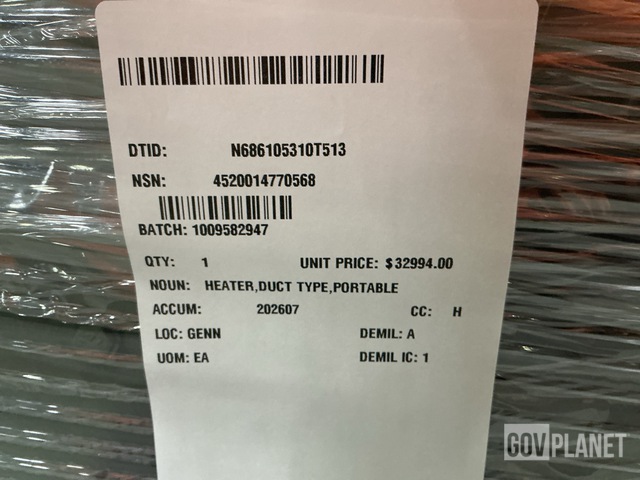 DTID: N686105310T513
NSN: 4520014770568
BATCH: 1009582947
QTY: 1 UNIT PRICE: $32994.00
NOUN: HEATER,DUCT TYPE,PORTABLE
ACCUM: 202607 CC: H
LOC: GENN DEMIL: A
UOM: EA DEMIL IC: 1
GOVPLANET